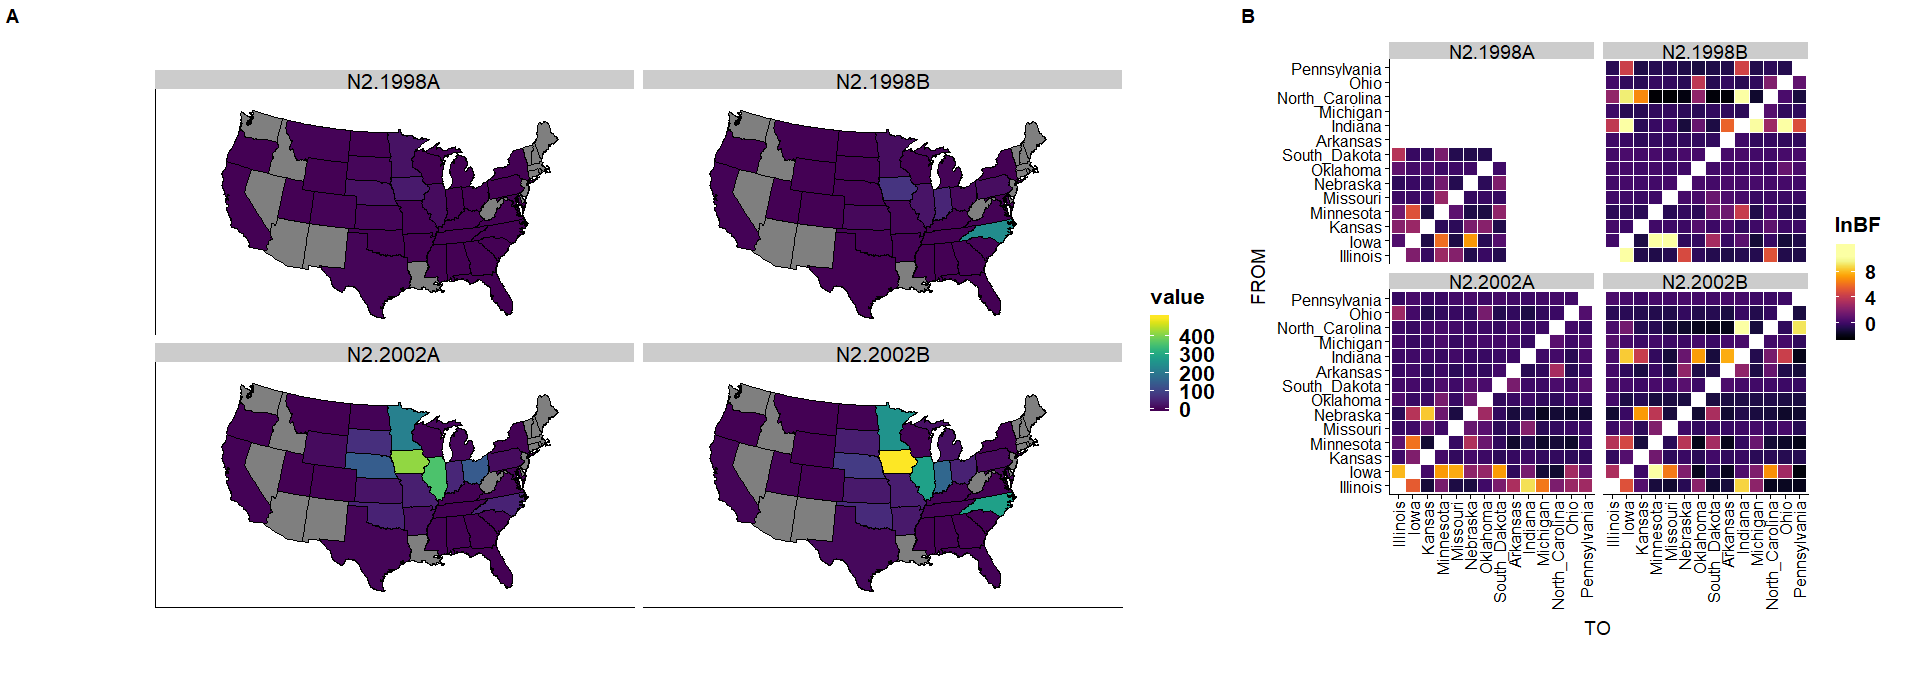 A
B
N2.1998A
N2.1998B
N2.2002A
N2.2002B
value
400
300
200
100
0
N2.1998A
N2.1998B
Pennsylvania
Ohio
North_Carolina
Michigan
Indiana
Arkansas
South_Dakota
Oklahoma
Nebraska
Missouri
Minnesota
Kansas
Iowa
Illinois
FROM
N2.2002A
N2.2002B
Pennsylvania
Ohio
North_Carolina
Michigan
Indiana
Arkansas
South_Dakota
Oklahoma
Nebraska
Missouri
Minnesota
Kansas
Iowa
Illinois
Illinois
Iowa
Kansas
Minnesota
Missouri
Nebraska
Oklahoma
South_Dakota
Arkansas
Indiana
Michigan
North_Carolina
Ohio
Pennsylvania
Illinois
Iowa
Kansas
Minnesota
Missouri
Nebraska
Oklahoma
South_Dakota
Arkansas
Indiana
Michigan
North_Carolina
Ohio
Pennsylvania
TO
lnBF
8
4
0